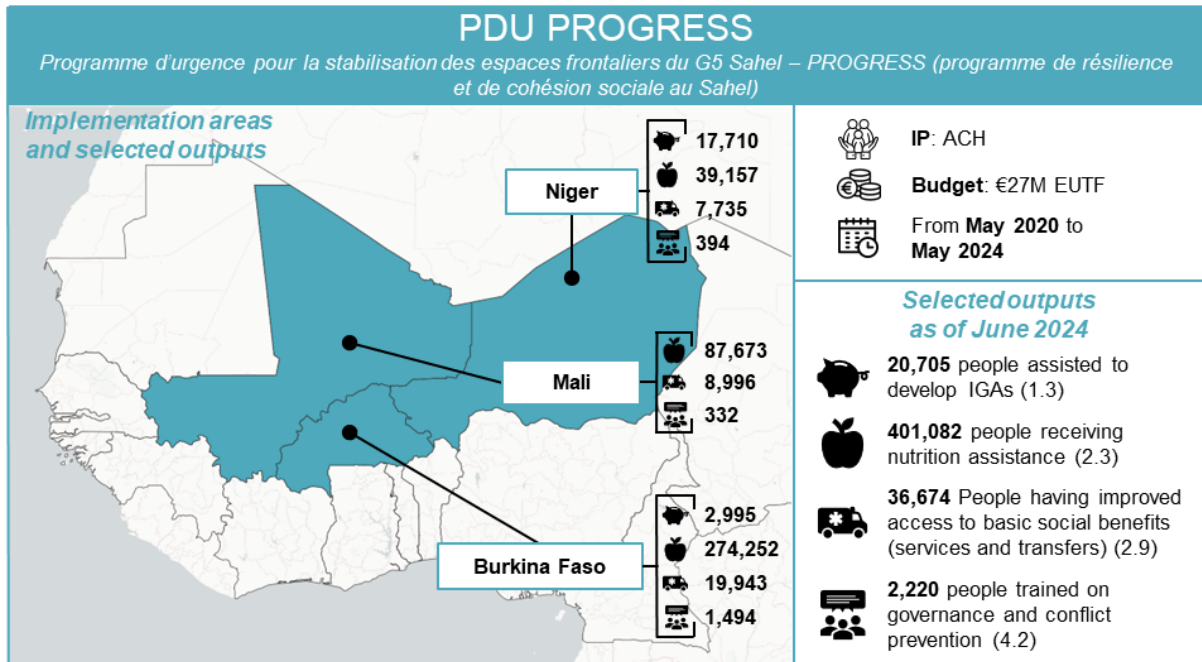 PDU PROGRESS
Programme d'urgence pour la stabilisation des espaces frontaliers du G5 Sahel – PROGRESS (programme de résilience
et de cohésion sociale au Sahel)
Implementation areas
and selected outputs
Niger
17,710
39,157
7,735
394
Mali
87,673
8,996
332
Burkina Faso
2,995
274,252
19,943
1,494
IP: ACH
Budget: €27M EUTF
From May 2020 to
May 2024
Selected outputs
as of June 2024
20,705 people assisted to
develop IGAs (1.3)
401,082 people receiving
nutrition assistance (2.3)
36,674 People having improved
access to basic social benefits
(services and transfers) (2.9)
2,220 people trained on
governance and conflict
prevention (4.2)